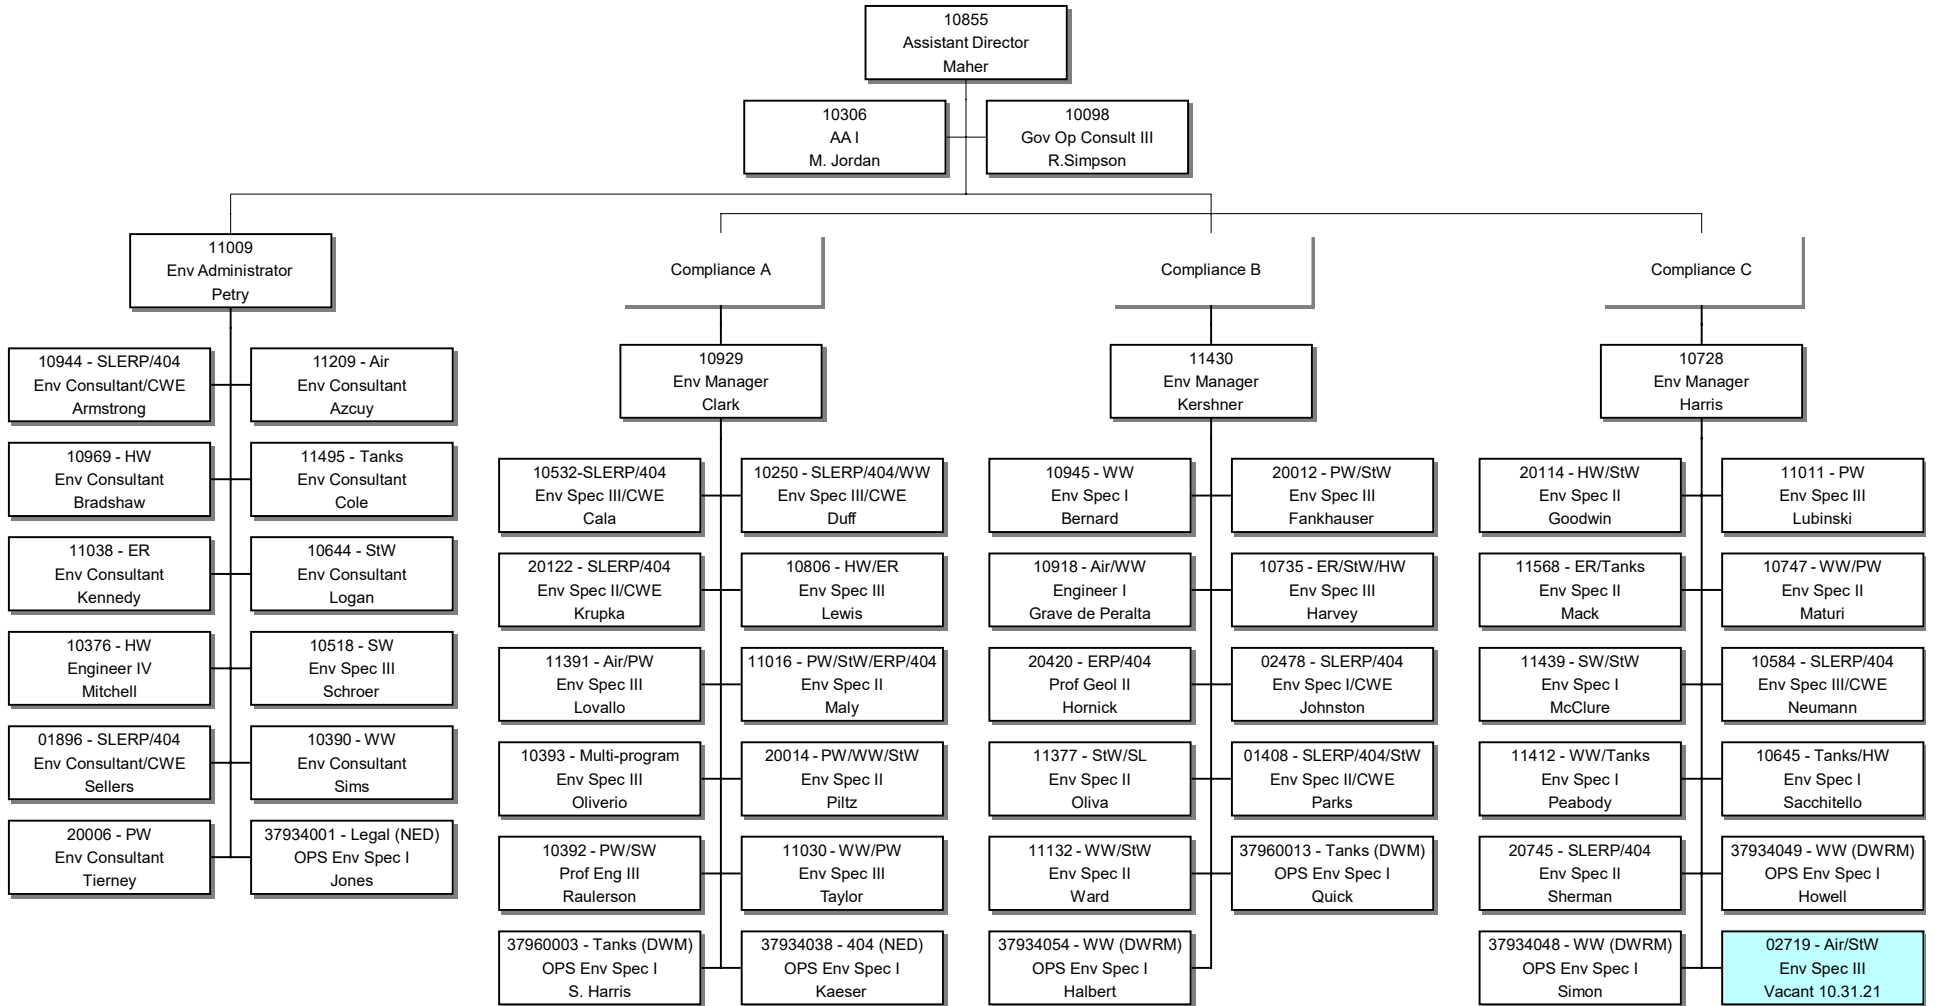 10855
Assistant Director
Maher
10306
AA I
M. Jordan
10098
Gov Op Consult III
R.Simpson
11009
Env Administrator
Petry
10944 - SLERP/404
Env Consultant/CWE
Armstrong
11209 - Air
Env Consultant
Azcuy
10969 - HW
Env Consultant
Bradshaw
11495 - Tanks
Env Consultant
Cole
11038 - ER
Env Consultant
Kennedy
10644 - StW
Env Consultant
Logan
10376 - HW
Engineer IV
Mitchell
10518 - SW
Env Spec III
Schroer
01896 - SLERP/404
Env Consultant/CWE
Sellers
10390 - WW
Env Consultant
Sims
20006 - PW
Env Consultant
Tierney
37934001 - Legal (NED)
OPS Env Spec I
Jones
Compliance A
10929
Env Manager
Clark
10532-SLERP/404
Env Spec III/CWE
Cala
10250 - SLERP/404/WW
Env Spec III/CWE
Duff
20122 - SLERP/404
Env Spec II/CWE
Krupka
10806 - HW/ER
Env Spec III
Lewis
11391 - Air/PW
Env Spec III
Lovallo
11016 - PW/StW/ERP/404
Env Spec II
Maly
10393 - Multi-program
Env Spec III
Oliverio
20014 - PW/WW/StW
Env Spec II
Piltz
10392 - PW/SW
Prof Eng III
Raulerson
11030 - WW/PW
Env Spec III
Taylor
37960003 - Tanks (DWM)
OPS Env Spec I
S. Harris
37934038 - 404 (NED)
OPS Env Spec I
Kaeser
Compliance B
11430
Env Manager
Kershner
10945 - WW
Env Spec I
Bernard
20012 - PW/StW
Env Spec III
Fankhauser
10918 - Air/WW
Engineer I
Grave de Peralta
10735 - ER/StW/HW
Env Spec III
Harvey
20420 - ERP/404
Prof Geol II
Hornick
02478 - SLERP/404
Env Spec I/CWE
Johnston
11377 - StW/SL
Env Spec II
Oliva
01408 - SLERP/404/StW
Env Spec II/CWE
Parks
11132 - WW/StW
Env Spec II
Ward
37960013 - Tanks (DWM)
OPS Env Spec I
Quick
37934054 - WW (DWRM)
OPS Env Spec I
Halbert
Compliance C
10728
Env Manager
Harris
20114 - HW/StW
Env Spec II
Goodwin
11011 - PW
Env Spec III
Lubinski
11568 - ER/Tanks
Env Spec II
Mack
10747 - WW/PW
Env Spec II
Maturi
11439 - SW/StW
Env Spec I
McClure
10584 - SLERP/404
Env Spec III/CWE
Neumann
11412 - WW/Tanks
Env Spec I
Peabody
10645 - Tanks/HW
Env Spec I
Sacchitello
20745 - SLERP/404
Env Spec II
Sherman
37934049 - WW (DWRM)
OPS Env Spec I
Howell
37934048 - WW (DWRM)
OPS Env Spec I
Simon
02719 - Air/StW
Env Spec III
Vacant 10.31.21